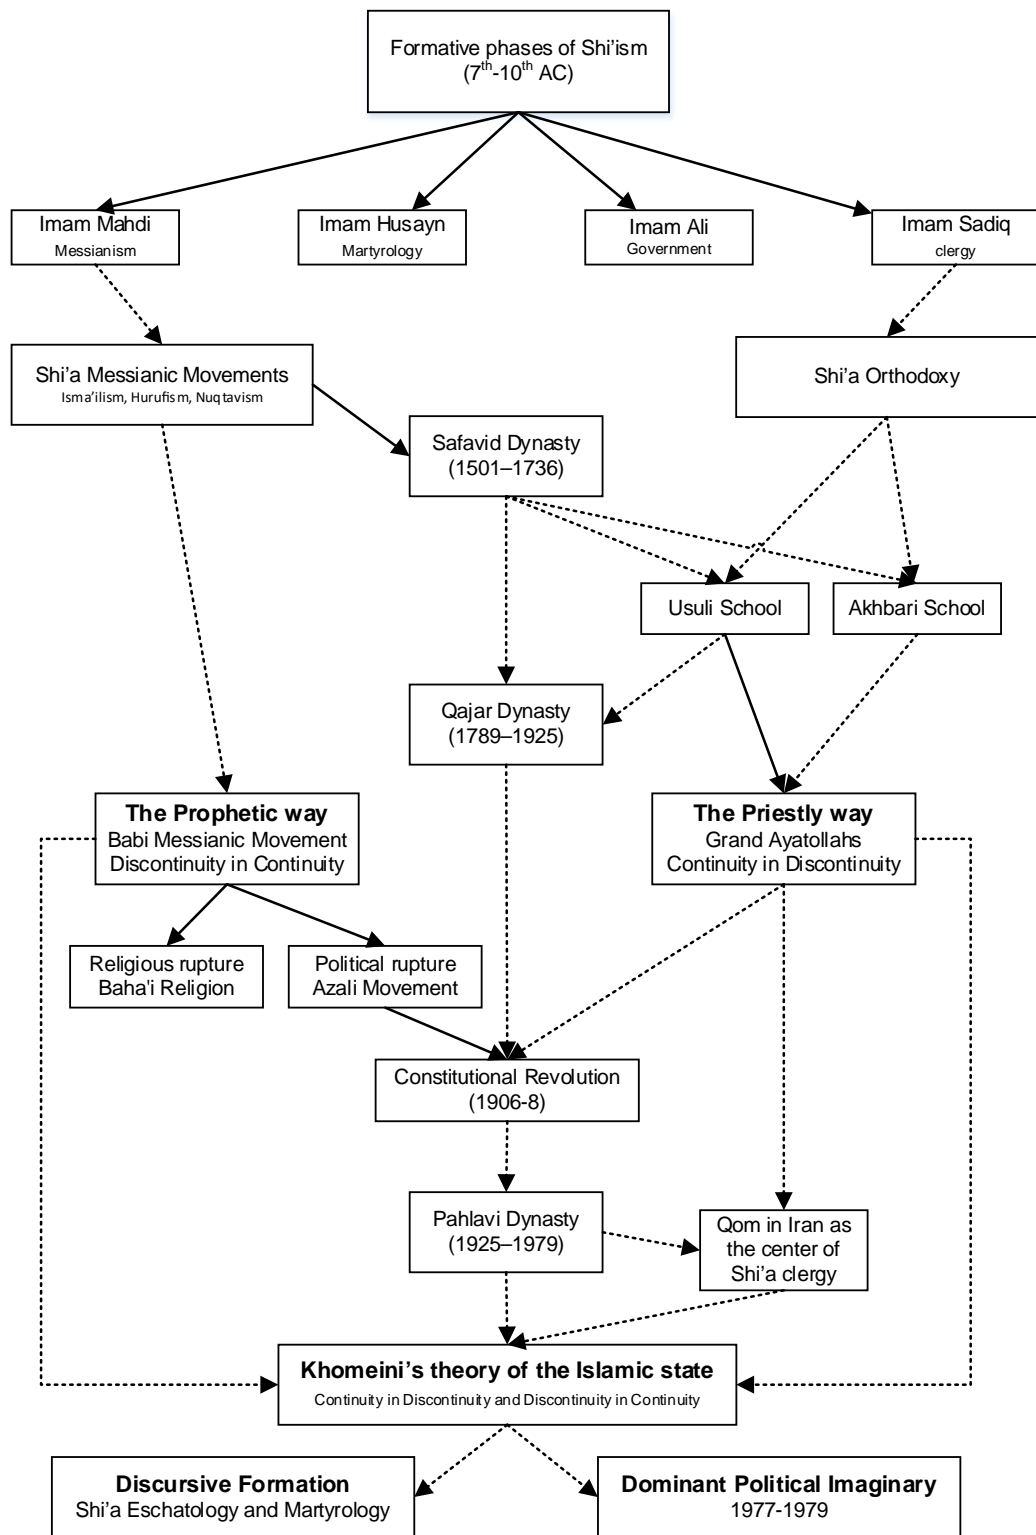 Formative phases of Shi'ism
(7th-10th AC)
Imam Mahdi
Messianism
Imam Husayn
Martyrology
Imam Ali
Government
Imam Sadiq
clergy
Shi'a Messianic Movements
Isma'ilism, Hurufism, Nuqtavism
Shi'a Orthodoxy
Safavid Dynasty
(1501–1736)
Usuli School
Akhbari School
Qajar Dynasty
(1789–1925)
The Prophetic way
Babi Messianic Movement
Discontinuity in Continuity
The Priestly way
Grand Ayatollahs
Continuity in Discontinuity
Religious rupture
Baha'i Religion
Political rupture
Azali Movement
Constitutional Revolution
(1906-8)
Pahlavi Dynasty
(1925–1979)
Qom in Iran as
the center of
Shi'a clergy
Khomeini's theory of the Islamic state
Continuity in Discontinuity and Discontinuity in Continuity
Discursive Formation
Shi'a Eschatology and Martyrology
Dominant Political Imaginary
1977-1979